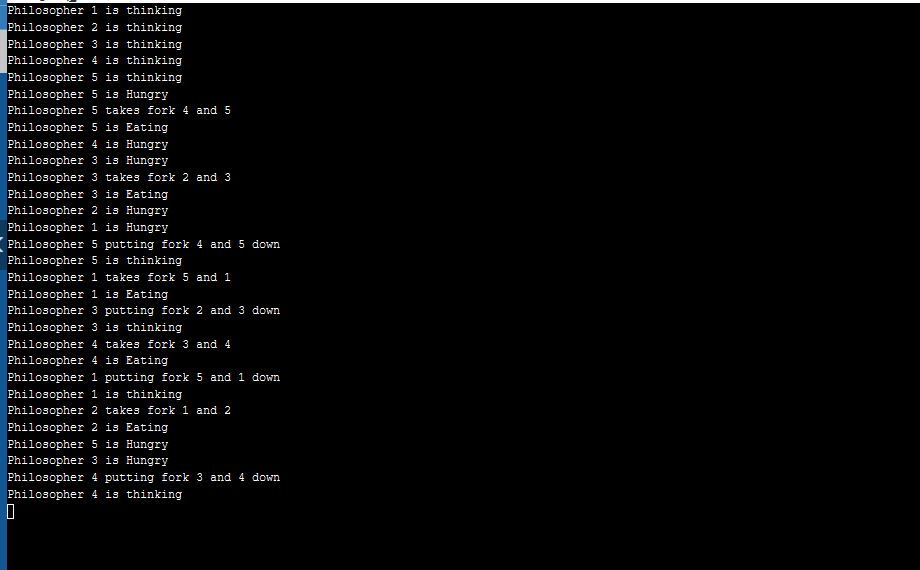 Philosopher 1 is thinking
Philosopher 2 is thinking
Philosopher 3 is thinking
Philosopher 4 is thinking
Philosopher 5 is thinking
Philosopher 5 is Hungry
Philosopher 5 takes fork 4 and 5
Philosopher 5 is Eating
Philosopher 4 is Hungry
Philosopher 3 is Hungry
Philosopher 3 takes fork 2 and 3
Philosopher 3 is Eating
Philosopher 2 is Hungry
Philosopher 1 is Hungry
Philosopher 5 putting fork 4 and 5 down
Philosopher 5 is thinking
Philosopher 1 takes fork 5 and 1
Philosopher 1 is Eating
Philosopher 3 putting fork 2 and 3 down
Philosopher 3 is thinking
Philosopher 4 takes fork 3 and 4
Philosopher 4 is Eating
Philosopher 1 putting fork 5 and 1 down
Philosopher 1 is thinking
Philosopher 2 takes fork 1 and 2
Philosopher 2 is Eating
Philosopher 5 is Hungry
Philosopher 3 is Hungry
Philosopher 4 putting fork 3 and 4 down
Philosopher 4 is thinking